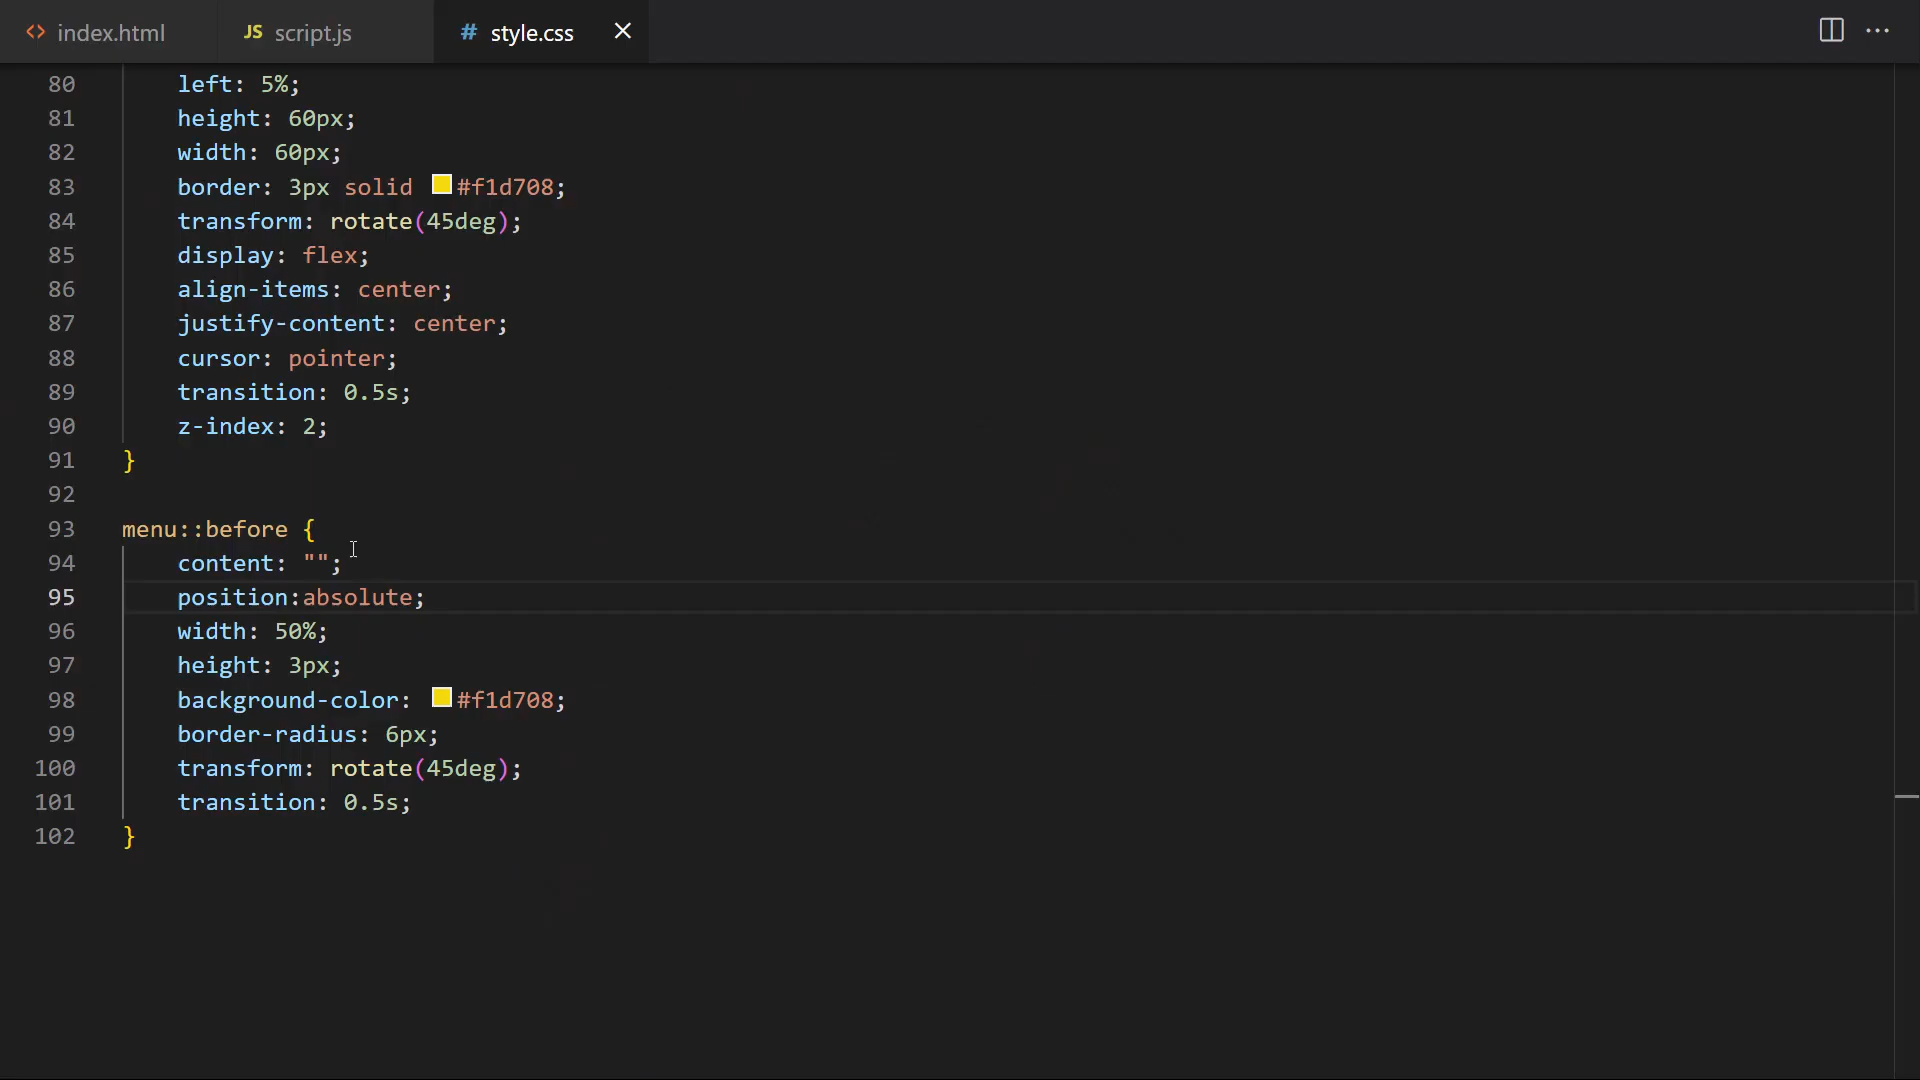 <> index.html JS script.js # style.css ×
80 left: 5%;
81 height: 60px;
82 width: 60px;
83 border: 3px solid #f1d708;
84 transform: rotate(45deg);
85 display: flex;
86 align-items: center;
87 justify-content: center;
88 cursor: pointer;
89 transition: 0.5s;
90 z-index: 2;
91 }
92
93 menu::before {
94 content: "";
95 position:absolute;
96 width: 50%;
97 height: 3px;
98 background-color: #f1d708;
99 border-radius: 6px;
100 transform: rotate(45deg);
101 transition: 0.5s;
102 }